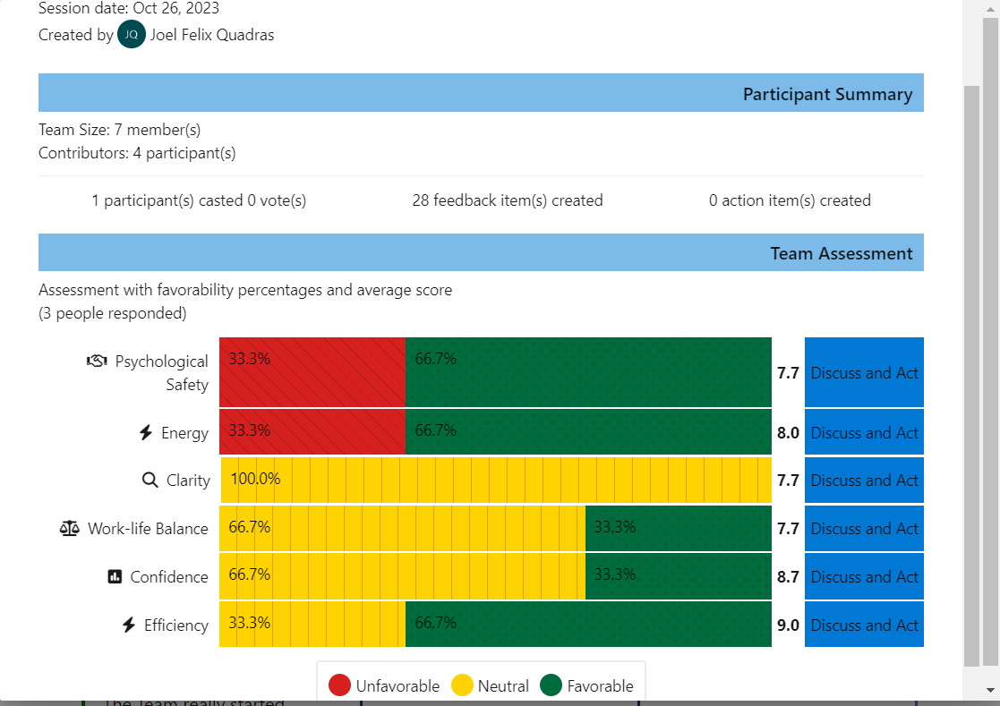 Session date: Oct 26, 2023
Created by JQ Joel Felix Quadras
Participant Summary
Team Size: 7 member(s)
Contributors: 4 participant(s)
1 participant(s) casted 0 vote(s) 28 feedback item(s) created 0 action item(s) created
Team Assessment
Assessment with favorability percentages and average score
(3 people responded)
Psychological
Safety
33.3% 66.7% 7.7 Discuss and Act
Energy 33.3% 66.7% 8.0 Discuss and Act
Clarity 100.0% 7.7 Discuss and Act
Work-life Balance 66.7% 33.3% 7.7 Discuss and Act
Confidence 66.7% 33.3% 8.7 Discuss and Act
Efficiency 33.3% 66.7% 9.0 Discuss and Act
Unfavorable Neutral Favorable
The Team really started